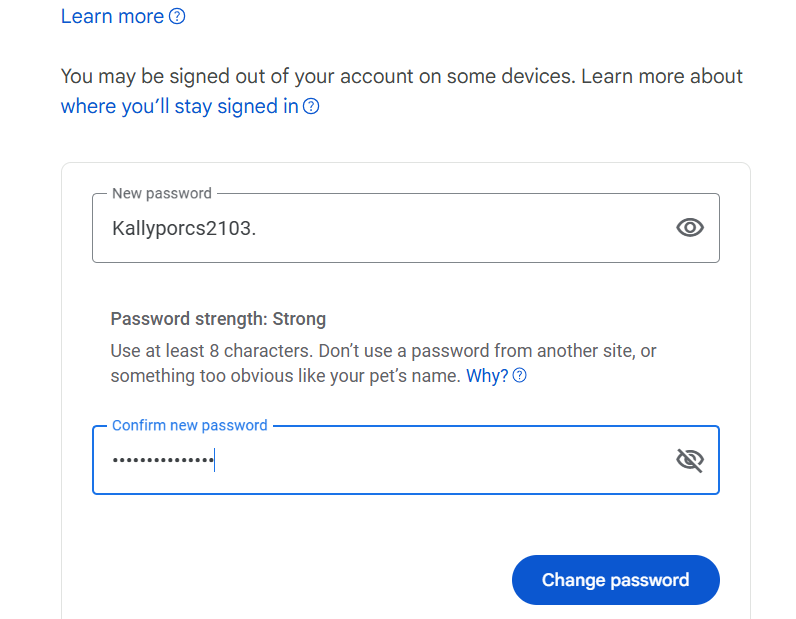 Learn more
You may be signed out of your account on some devices. Learn more about
where you’ll stay signed in
New password
Kallyporcs2103.
Password strength: Strong
Use at least 8 characters. Don’t use a password from another site, or
something too obvious like your pet’s name. Why?
Confirm new password
•••••••••••••••
Change password